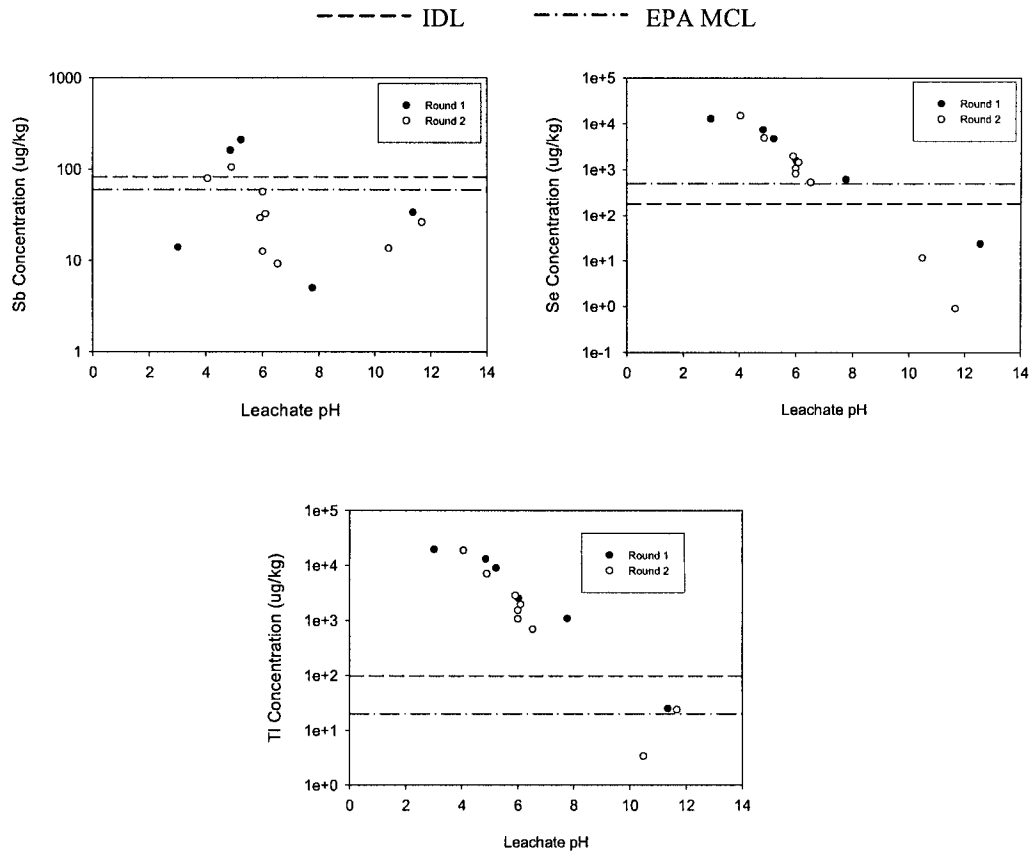 IDL
EPA MCL
Sb Concentration (ug/kg)
1000
100
10
1
Round 1
Round 2
0 2 4 6 8 10 12 14
Leachate pH
Se Concentration (ug/kg)
1e+5
1e+4
1e+3
1e+2
1e+1
1e+0
1e-1
Round 1
Round 2
0 2 4 6 8 10 12 14
Leachate pH
Tl Concentration (ug/kg)
1e+5
1e+4
1e+3
1e+2
1e+1
1e+0
Round 1
Round 2
0 2 4 6 8 10 12 14
Leachate pH